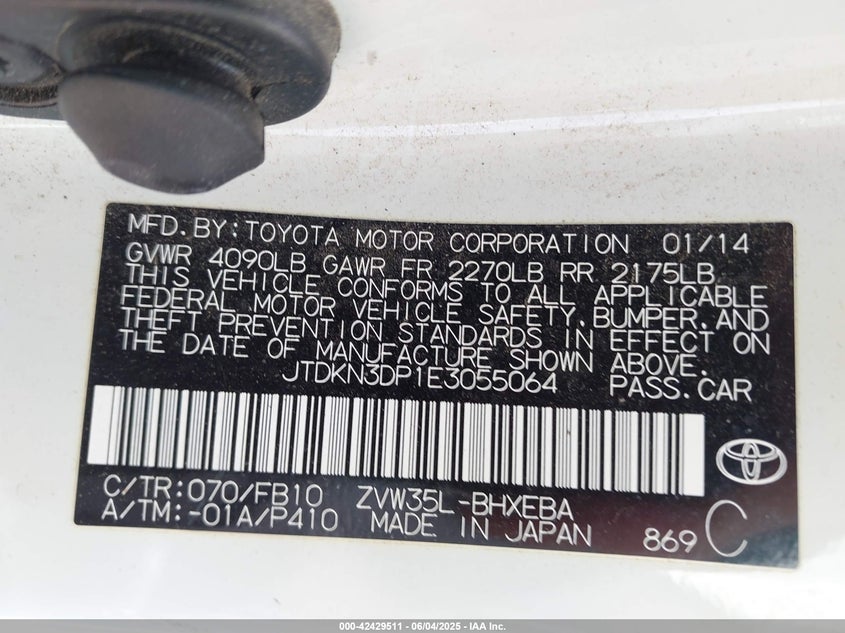 MFD.BY:TOYOTA MOTOR CORPORATION 01/14
GVWR 4090LB GAWR FR 2270LB RR 2175LB
THIS VEHICLE CONFORMS TO ALL APPLICABLE
FEDERAL MOTOR VEHICLE SAFETY,BUMPER,AND
THEFT PREVENTION STANDARDS IN EFFECT ON
THE DATE OF MANUFACTURE SHOWN ABOVE.
JTDKN3DP1E3055064 PASS.CAR
C/TR:070/FB10 ZVW35L-BHXEBA
A/TM:-01A/P410 MADE IN JAPAN 869 C
000-42429511 - 06/04/2025 - IAA Inc.